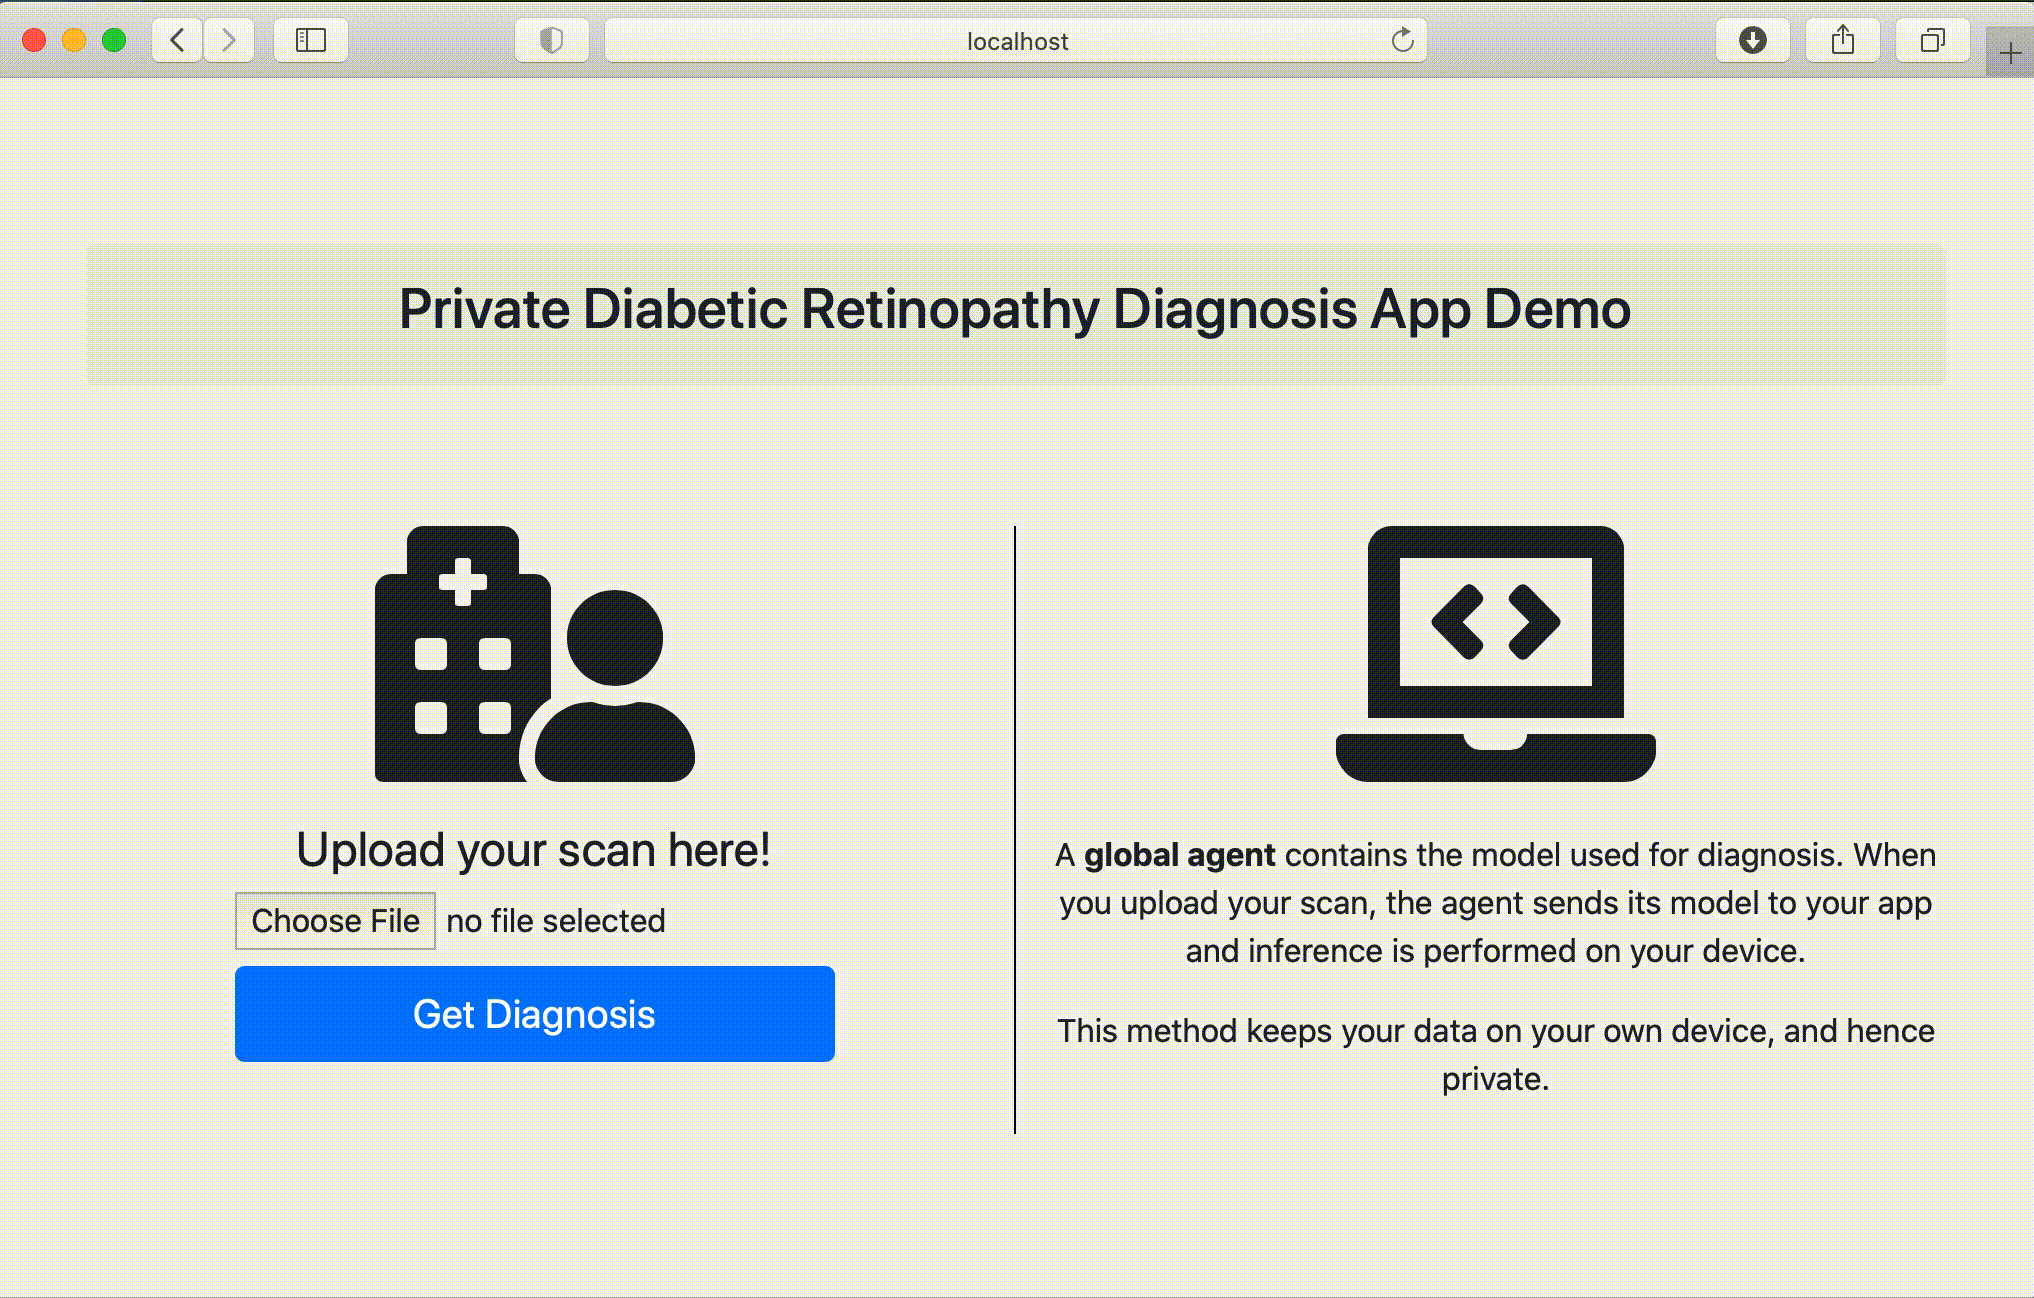 localhost
Private Diabetic Retinopathy Diagnosis App Demo
Upload your scan here!
Choose File no file selected
Get Diagnosis
A global agent contains the model used for diagnosis. When
you upload your scan, the agent sends its model to your app
and inference is performed on your device.
This method keeps your data on your own device, and hence
private.